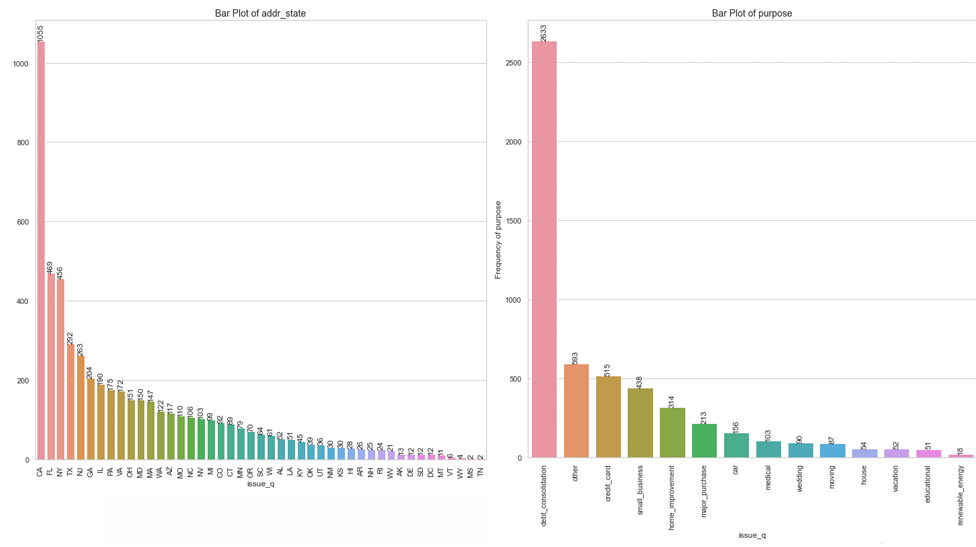 Bar Plot of addr_state
1000
800
600
400
200
0
1055 469 456 292 263 204 190 175 172 151 150 147 122 117 110 106 103 99 92 89 79 70 64 61 52 51 45 39 36 30 30 28 26 25 24 21 13 12 12 12 11 6 4 2 2
CA FL NY TX NJ GA IL PA VA OH MD MA WA AZ MO NC NV MI CO CT MN OR SC WI AL LA KY OK UT NM KS HI AR NH RI WV AK DE SD DC MT VT WY MS TN
issue_q
Bar Plot of purpose
Frequency of purpose
2500
2000
1500
1000
500
0
2633 593 515 438 314 213 156 103 90 87 54 52 51 18
debt_consolidation
other
credit_card
small_business
home_improvement
major_purchase
car
medical
wedding
moving
house
vacation
educational
renewable_energy
issue_q